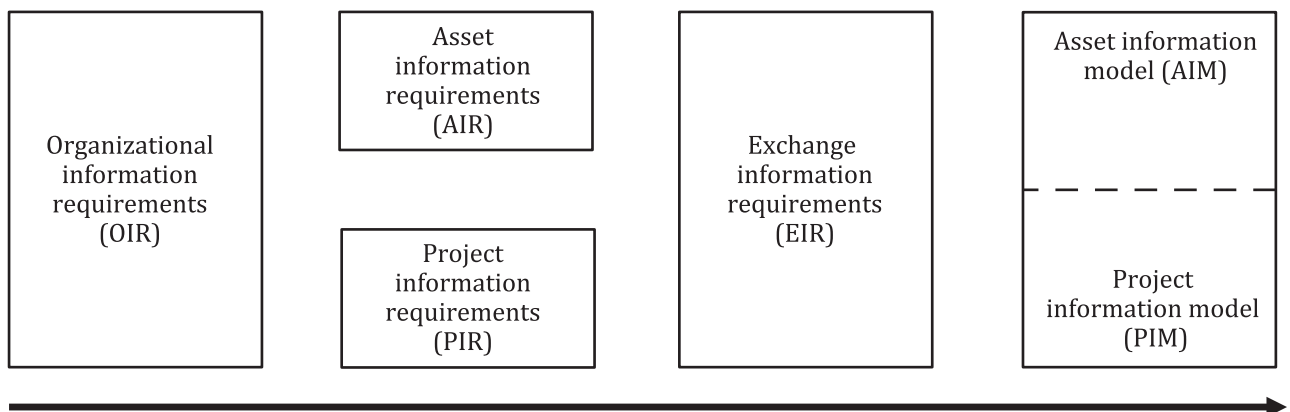 Organizational
information
requirements
(OIR)
Asset
information
requirements
(AIR)
Project
information
requirements
(PIR)
Exchange
information
requirements
(EIR)
Asset information
model (AIM)
Project
information model
(PIM)